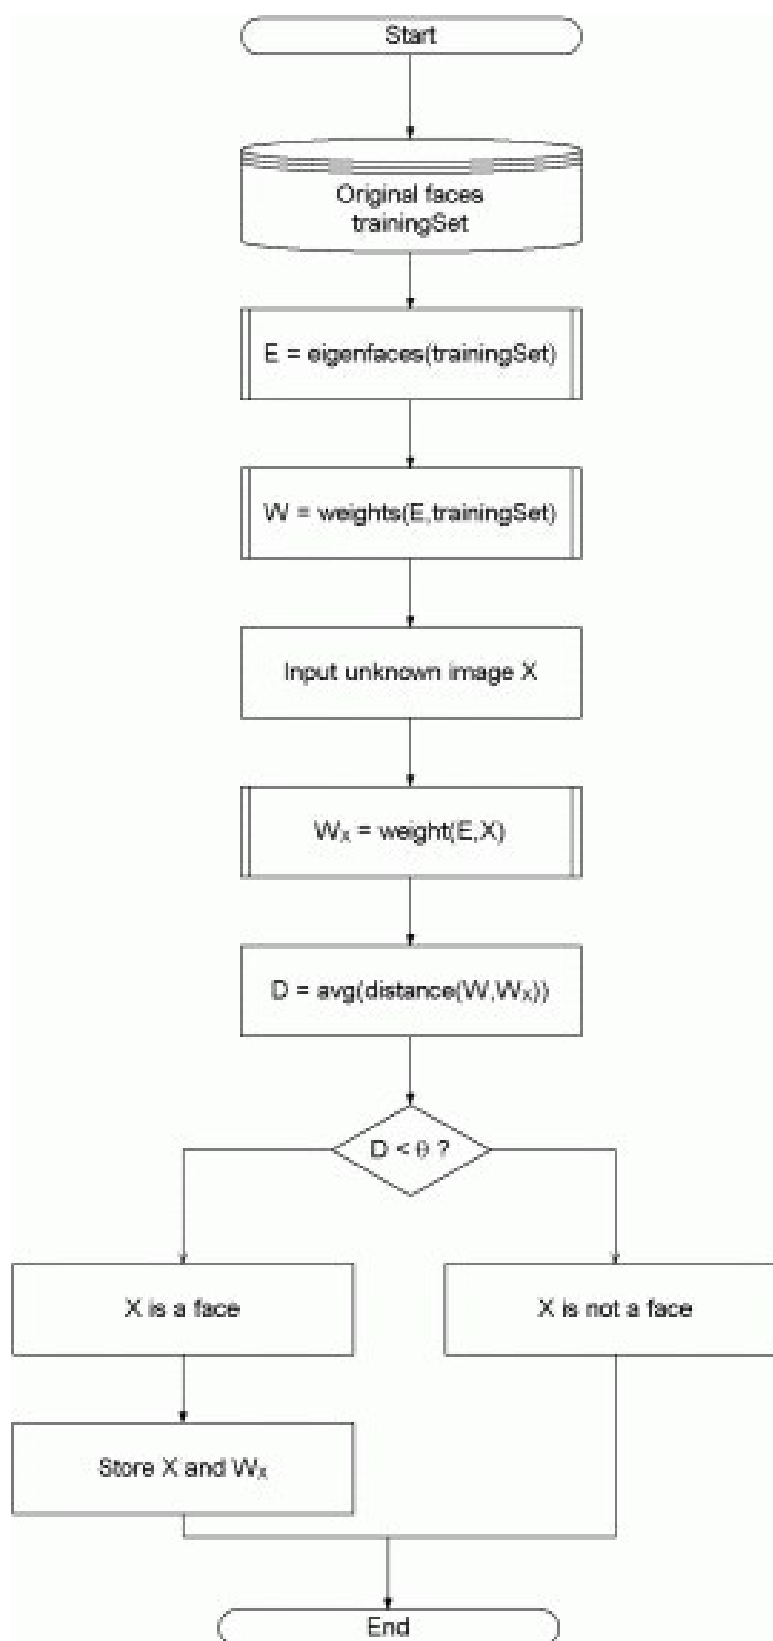 Start
Original faces
trainingSet
E = eigenfaces(trainingSet)
W = weights(E,trainingSet)
Input unknown image X
Wₓ = weight(E,X)
D = avg(distance(W,Wₓ))
D < θ ?
X is a face
X is not a face
Store X and Wₓ
End